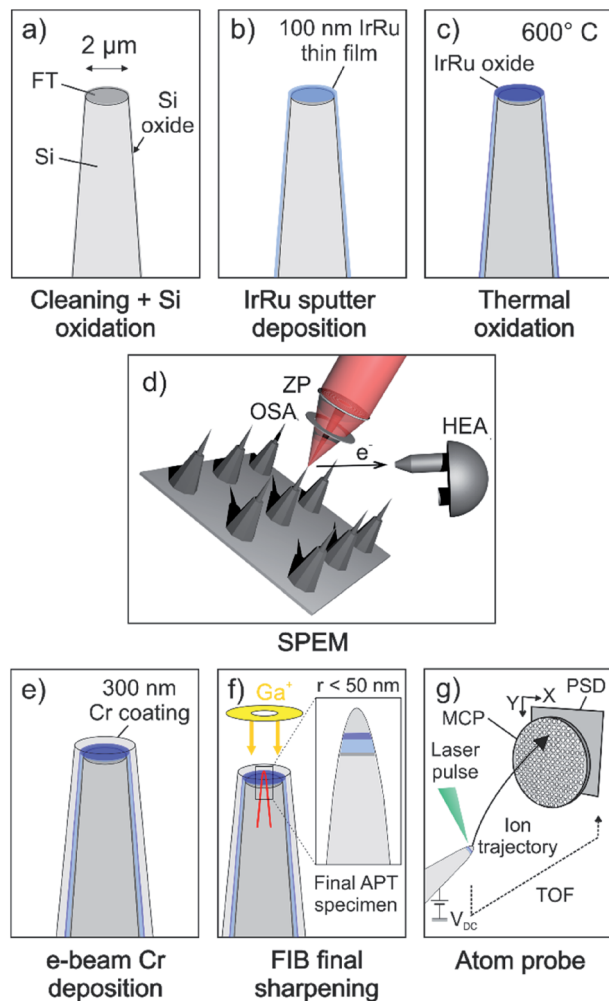 a)
2 µm
FT
Si
oxide
Si
Cleaning + Si
oxidation
b)
100 nm IrRu
thin film
IrRu sputter
deposition
c)
600° C
IrRu oxide
Thermal
oxidation
d)
ZP
OSA
HEA
e-
SPEM
e)
300 nm
Cr coating
e-beam Cr
deposition
f)
Ga+
r < 50 nm
Final APT
specimen
FIB final
sharpening
g)
Y
X
PSD
MCP
Laser
pulse
Ion
trajectory
TOF
VDC
Atom probe